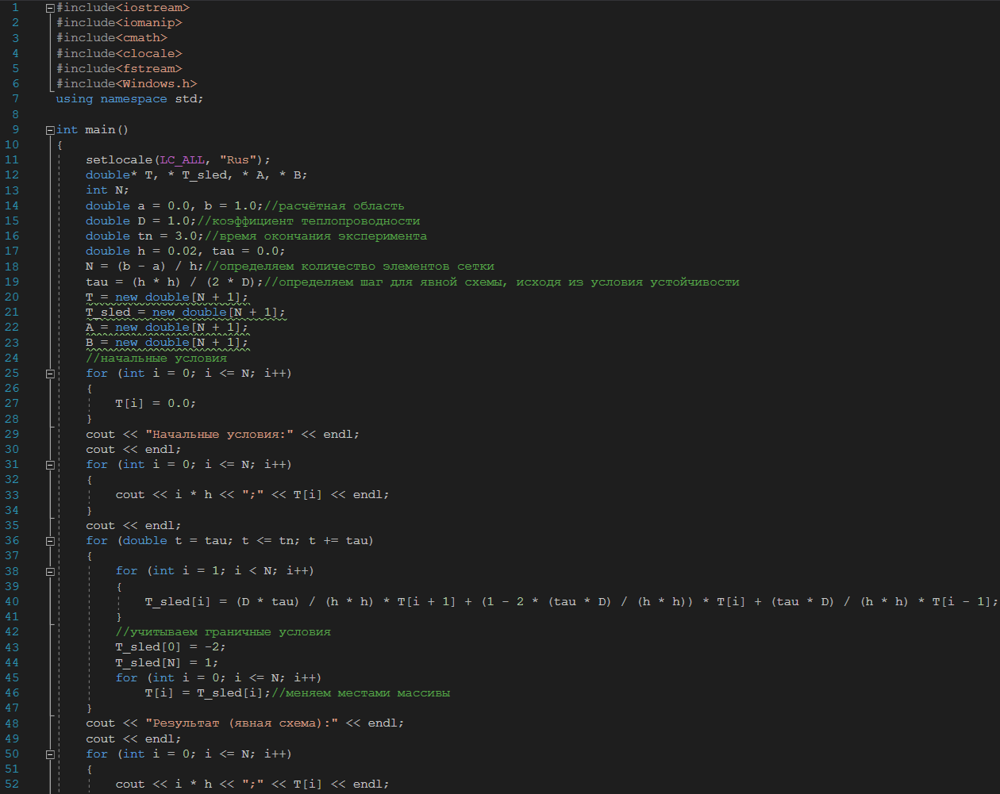 1 #include<iostream>
2 #include<iomanip>
3 #include<cmath>
4 #include<clocale>
5 #include<fstream>
6 #include<Windows.h>
7 using namespace std;
8
9 int main()
10 {
11 setlocale(LC_ALL, "Rus");
12 double* T, * T_sled, * A, * B;
13 int N;
14 double a = 0.0, b = 1.0;//расчётная область
15 double D = 1.0;//коэффициент теплопроводности
16 double tn = 3.0;//время окончания эксперимента
17 double h = 0.02, tau = 0.0;
18 N = (b - a) / h;//определяем количество элементов сетки
19 tau = (h * h) / (2 * D);//определяем шаг для явной схемы, исходя из условия устойчивости
20 T = new double[N + 1];
21 T_sled = new double[N + 1];
22 A = new double[N + 1];
23 B = new double[N + 1];
24 //начальные условия
25 for (int i = 0; i <= N; i++)
26 {
27 T[i] = 0.0;
28 }
29 cout << "Начальные условия:" << endl;
30 cout << endl;
31 for (int i = 0; i <= N; i++)
32 {
33 cout << i * h << ";" << T[i] << endl;
34 }
35 cout << endl;
36 for (double t = tau; t <= tn; t += tau)
37 {
38 for (int i = 1; i < N; i++)
39 {
40 T_sled[i] = (D * tau) / (h * h) * T[i + 1] + (1 - 2 * (tau * D) / (h * h)) * T[i] + (tau * D) / (h * h) * T[i - 1];
41 }
42 //учитываем граничные условия
43 T_sled[0] = -2;
44 T_sled[N] = 1;
45 for (int i = 0; i <= N; i++)
46 T[i] = T_sled[i];//меняем местами массивы
47 }
48 cout << "Результат (явная схема):" << endl;
49 cout << endl;
50 for (int i = 0; i <= N; i++)
51 {
52 cout << i * h << ";" << T[i] << endl;